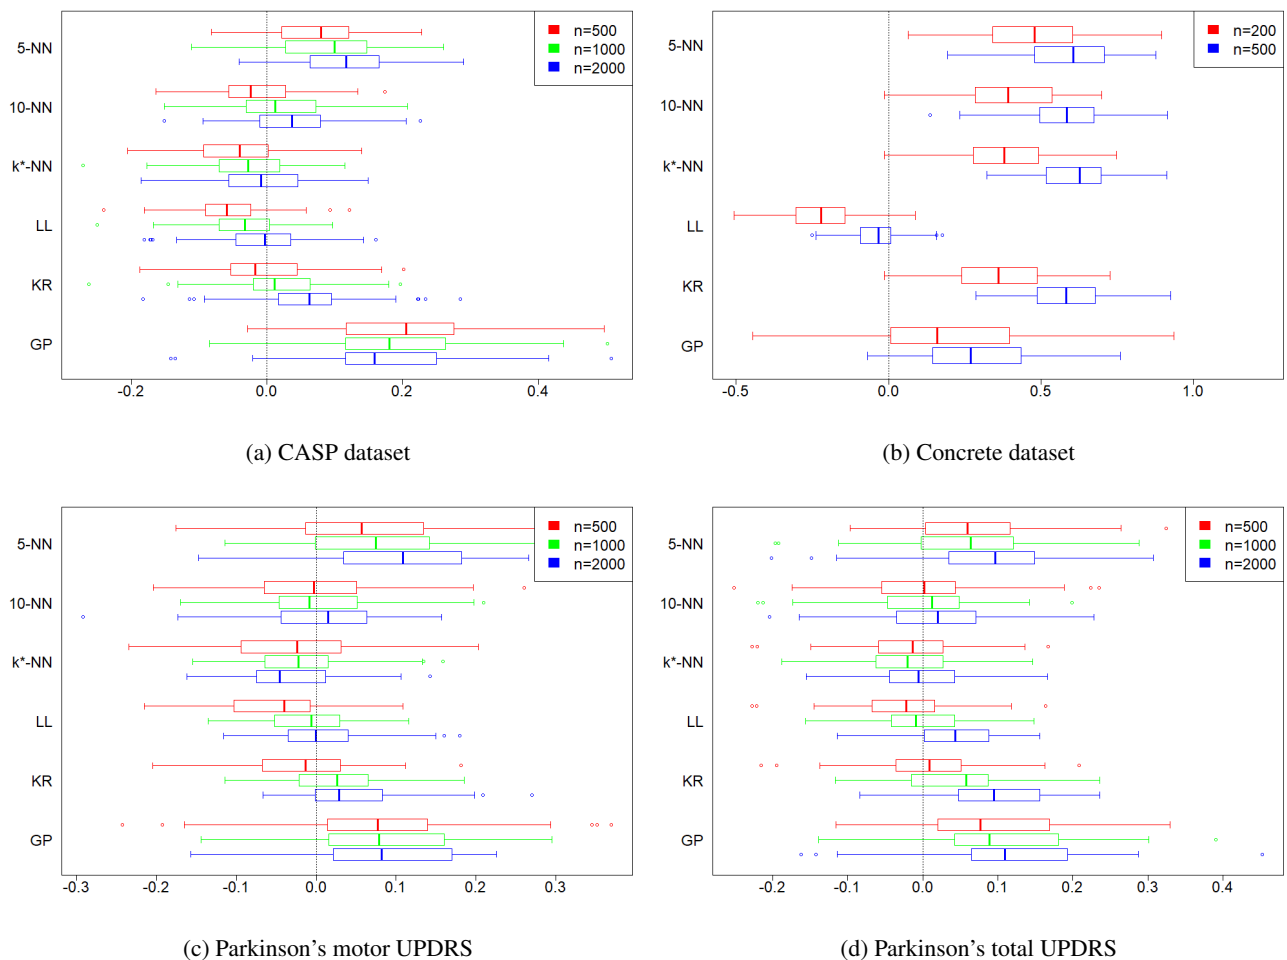 5-NN
10-NN
k*-NN
LL
KR
GP
n=500
n=1000
n=2000
-0.2 0.0 0.2 0.4
(a) CASP dataset
5-NN
10-NN
k*-NN
LL
KR
GP
n=200
n=500
-0.5 0.0 0.5 1.0
(b) Concrete dataset
5-NN
10-NN
k*-NN
LL
KR
GP
n=500
n=1000
n=2000
-0.3 -0.2 -0.1 0.0 0.1 0.2 0.3
(c) Parkinson's motor UPDRS
5-NN
10-NN
k*-NN
LL
KR
GP
n=500
n=1000
n=2000
-0.2 -0.1 0.0 0.1 0.2 0.3 0.4
(d) Parkinson's total UPDRS